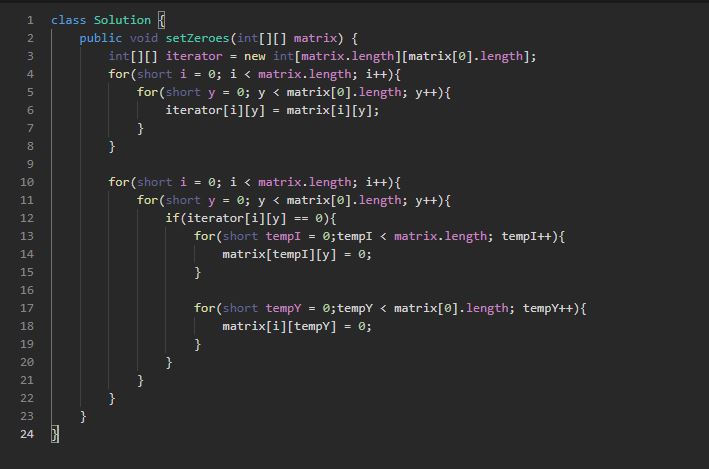 1 class Solution {
2 public void setZeroes(int[][] matrix) {
3 int[][] iterator = new int[matrix.length][matrix[0].length];
4 for(short i = 0; i < matrix.length; i++){
5 for(short y = 0; y < matrix[0].length; y++){
6 iterator[i][y] = matrix[i][y];
7 }
8 }
9
10 for(short i = 0; i < matrix.length; i++){
11 for(short y = 0; y < matrix[0].length; y++){
12 if(iterator[i][y] == 0){
13 for(short tempI = 0;tempI < matrix.length; tempI++){
14 matrix[tempI][y] = 0;
15 }
16
17 for(short tempY = 0;tempY < matrix[0].length; tempY++){
18 matrix[i][tempY] = 0;
19 }
20 }
21 }
22 }
23 }
24 }